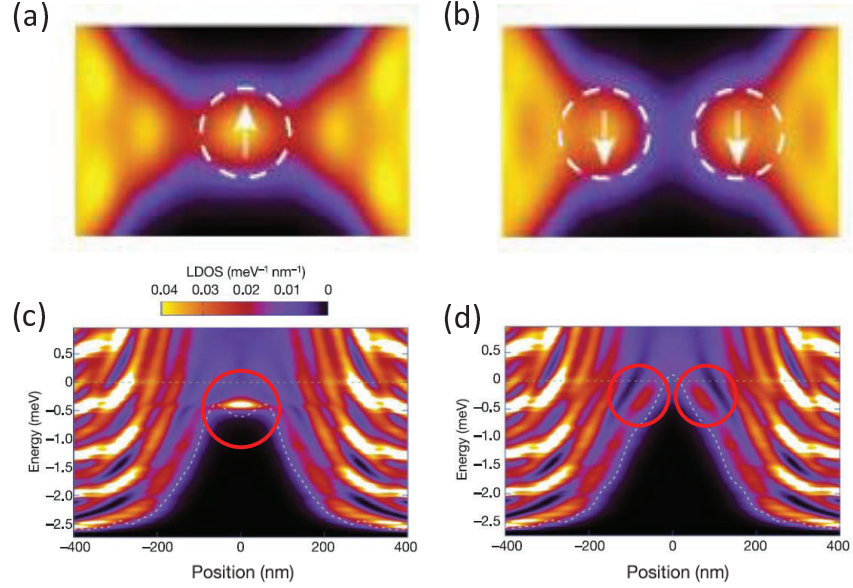 (a)
(b)
LDOS (meV⁻¹ nm⁻¹)
0.04 0.03 0.02 0.01 0
(c)
(d)
Energy (meV)
0.5
0
−0.5
−1.0
−1.5
−2.0
−2.5
−400 −200 0 200 400
Position (nm)
Energy (meV)
0.5
0
−0.5
−1.0
−1.5
−2.0
−2.5
−400 −200 0 200 400
Position (nm)